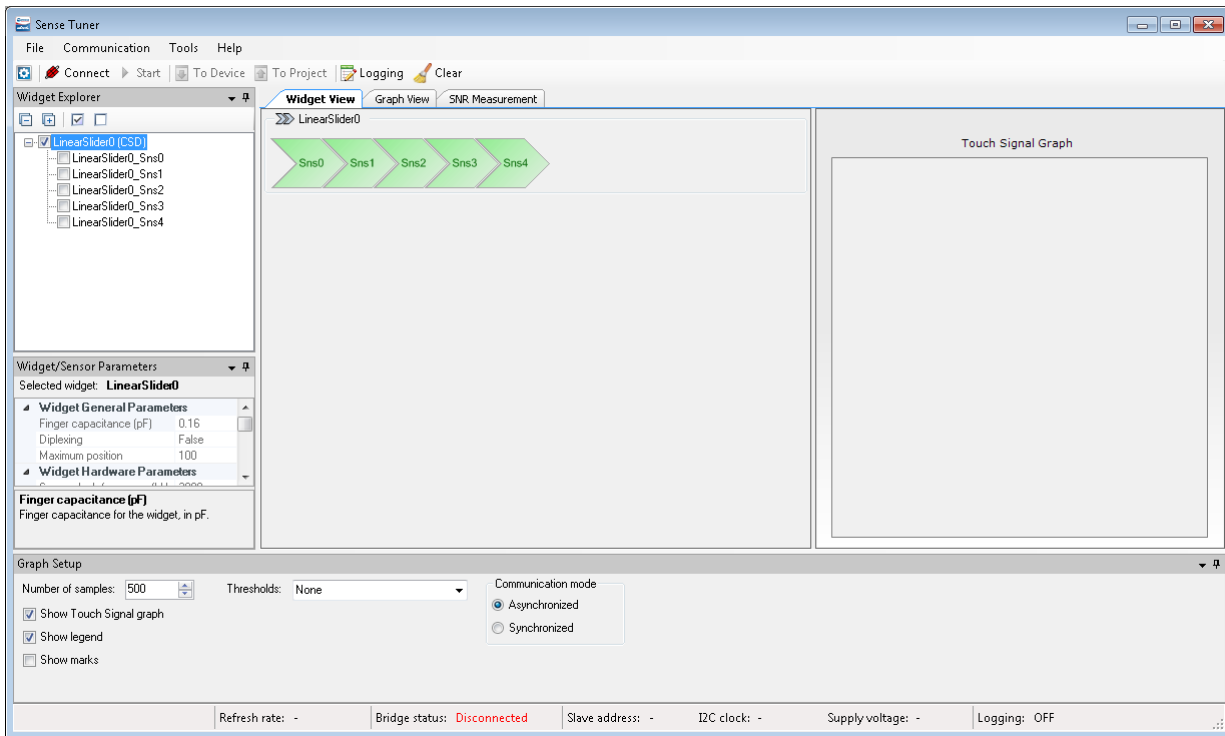 Sense Tuner
File Communication Tools Help
Connect Start To Device To Project Logging Clear
Widget Explorer
Widget View Graph View SNR Measurement
LinearSlider0 (CSD)
LinearSlider0_Sns0
LinearSlider0_Sns1
LinearSlider0_Sns2
LinearSlider0_Sns3
LinearSlider0_Sns4
LinearSlider0
Sns0 Sns1 Sns2 Sns3 Sns4
Touch Signal Graph
Widget/Sensor Parameters
Selected widget: LinearSlider0
Widget General Parameters
Finger capacitance (pF) 0.16
Diplexing False
Maximum position 100
Widget Hardware Parameters
Finger capacitance (pF)
Finger capacitance for the widget, in pF.
Graph Setup
Number of samples: 500 Thresholds: None
Communication mode
Asynchronized
Synchronized
Show Touch Signal graph
Show legend
Show marks
Refresh rate: - Bridge status: Disconnected Slave address: - I2C clock: - Supply voltage: - Logging: OFF